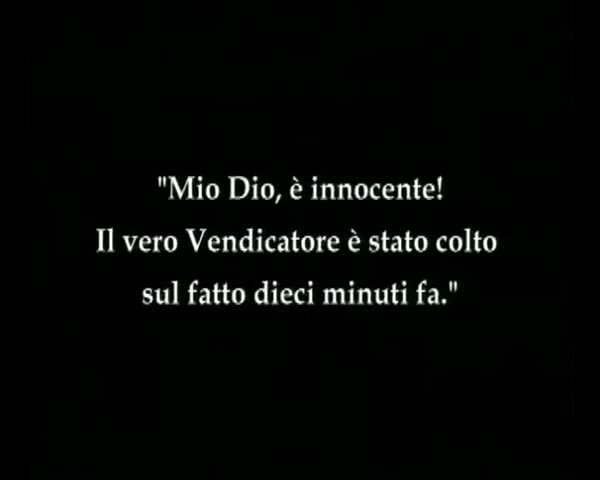 "Mio Dio, è innocente!
Il vero Vendicatore è stato colto
sul fatto dieci minuti fa."